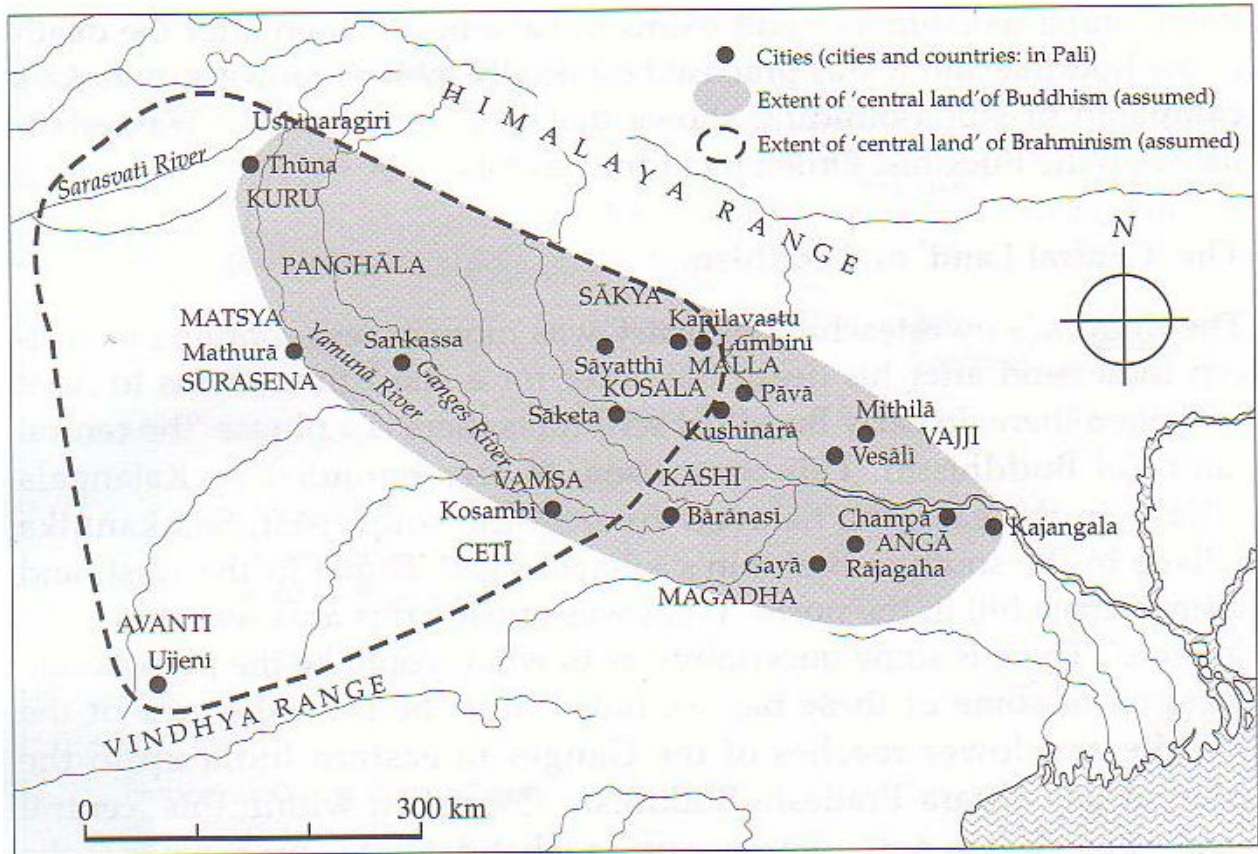 Cities (cities and countries: in Pali)
Extent of 'central land' of Buddhism (assumed)
Extent of 'central land' of Brahminism (assumed)
HIMALAYA RANGE
Ushiharagiri
Sarasvati River
Thūna
KURU
N
PANGHĀLA
SĀKYA
MATSYA
Kapilavastu
Mathurā
Yamunā River
Sankassa
Ganges River
Sāyatthi
Lumbini
MALLA
SŪRASENA
KOSALA
Pāvā
Sāketa
Kushināra
Mithilā
VAJJI
Vesāli
VAMSA
KĀSHI
Kosambi
Bārānasi
Champā
Kajangala
CETĪ
ANGĀ
Gayā
Rājagaha
MAGADHA
AVANTI
Ujjeni
VINDHYA RANGE
0
300 km